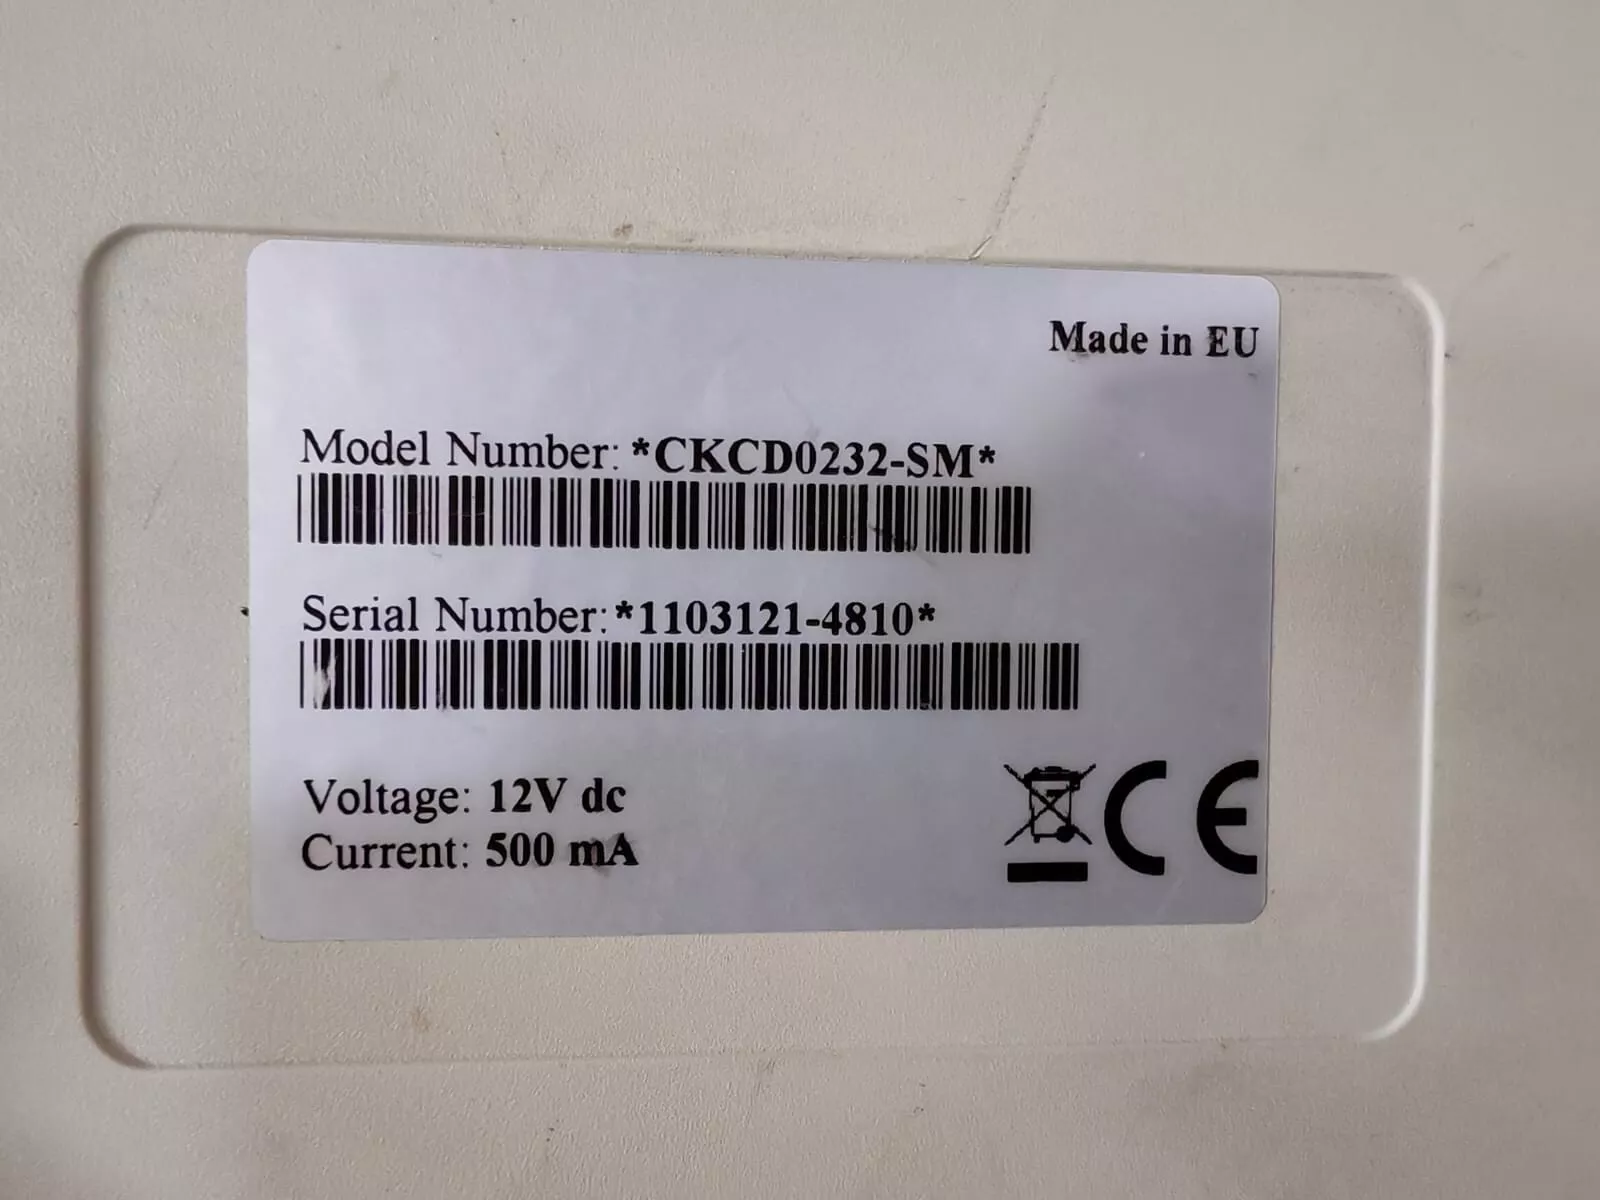 Made in EU
Model Number: *CKCD0232-SM*
Serial Number:*1103121-4810*
Voltage: 12V dc
Current: 500 mA
CE